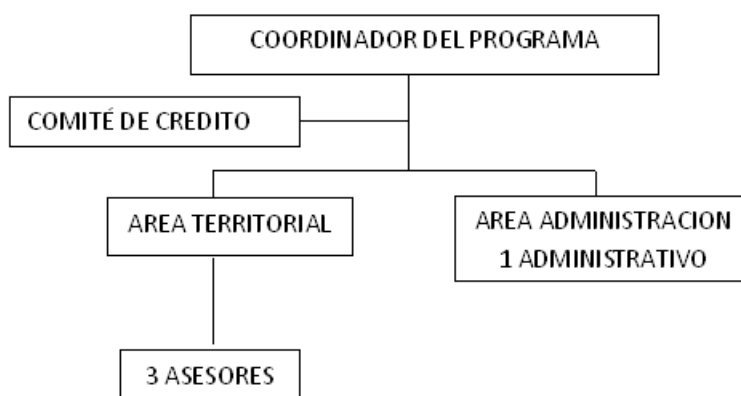 COORDINADOR DEL PROGRAMA
COMITÉ DE CREDITO
AREA TERRITORIAL
AREA ADMINISTRACION
1 ADMINISTRATIVO
3 ASESORES